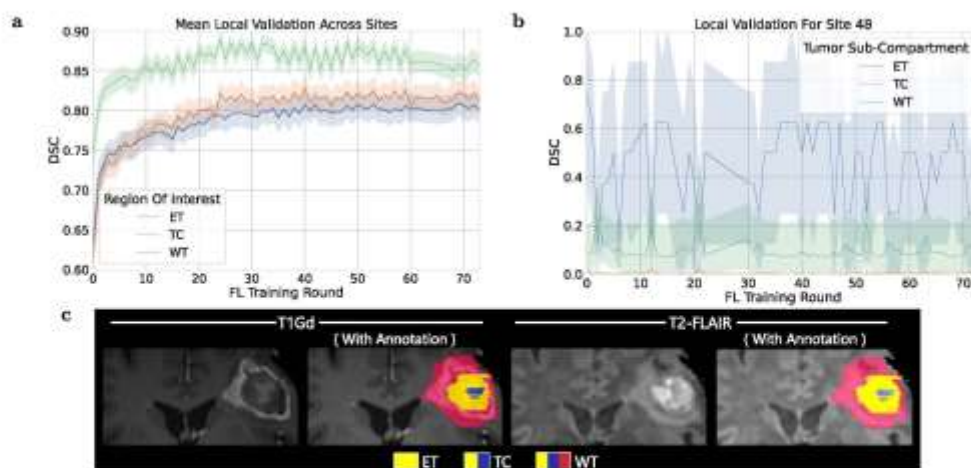 a
Mean Local Validation Across Sites
0.90
0.85
0.80
0.75
0.70
0.65
0.60
DSC
Region Of Interest
ET
TC
WT
0 10 20 30 40 50 60 70
FL Training Round
b
Local Validation For Site 48
1.0
0.8
0.6
0.4
0.2
0.0
DSC
Tumor Sub-Compartment
ET
TC
WT
0 10 20 30 40 50 60 70
FL Training Round
c
T1Gd T2-FLAIR
( With Annotation ) ( With Annotation )
ET TC WT